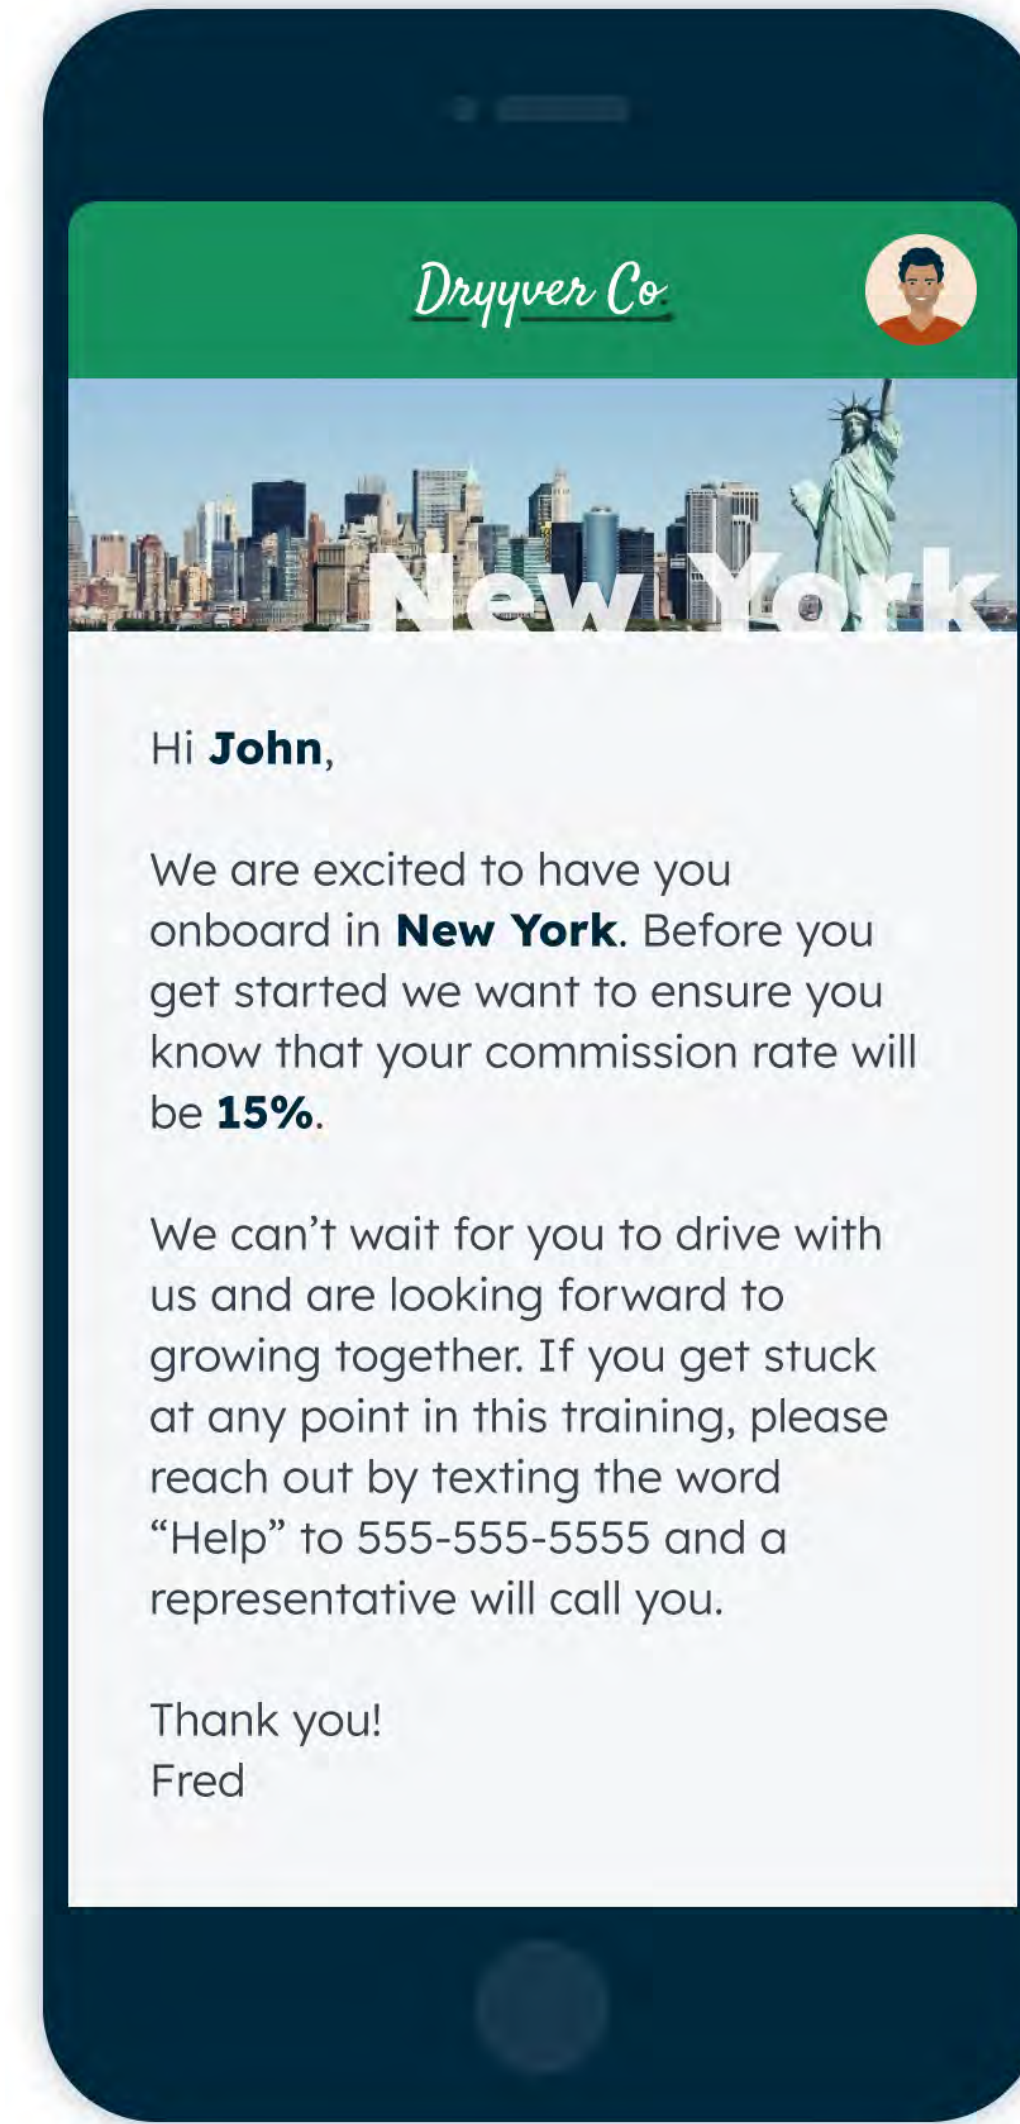 Dryyver Co.
New York
Hi John,
We are excited to have you
onboard in New York. Before you
get started we want to ensure you
know that your commission rate will
be 15%.
We can’t wait for you to drive with
us and are looking forward to
growing together. If you get stuck
at any point in this training, please
reach out by texting the word
“Help” to 555-555-5555 and a
representative will call you.
Thank you!
Fred